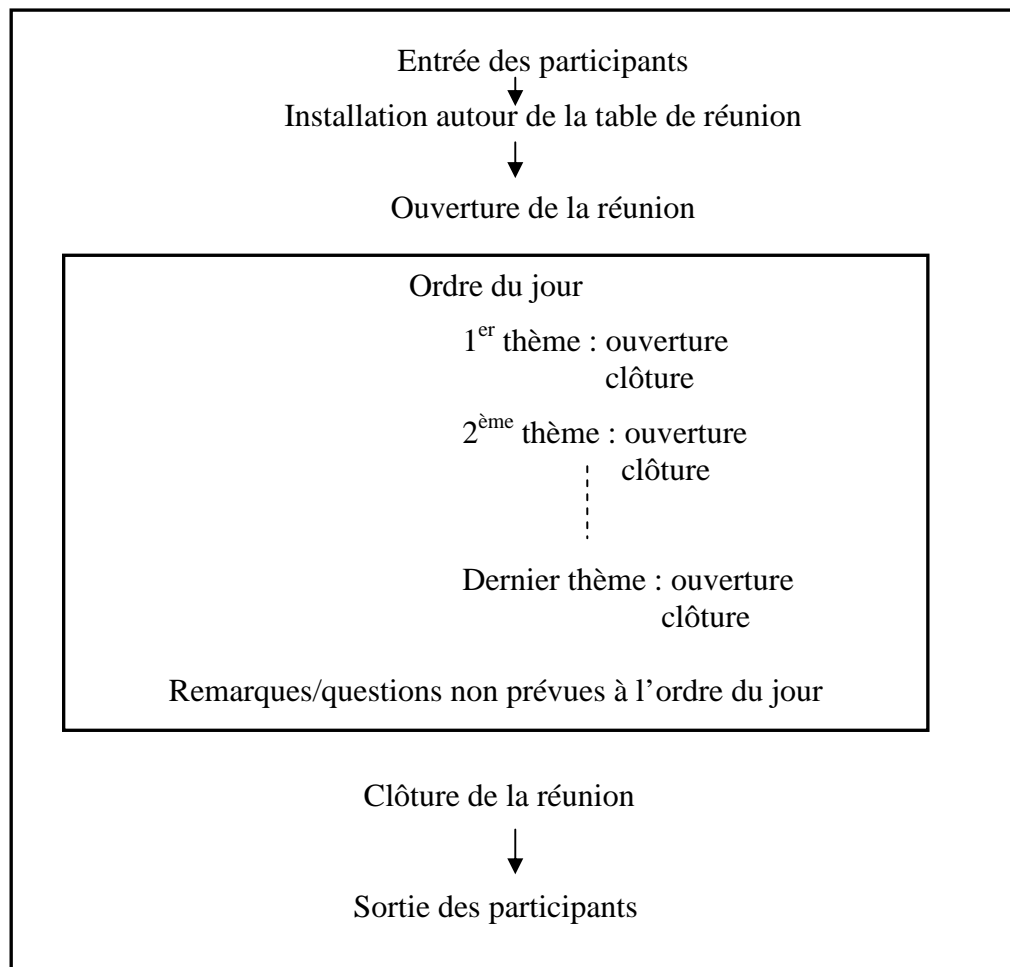 Entrée des participants
Installation autour de la table de réunion
Ouverture de la réunion
Ordre du jour
1er thème : ouverture
clôture
2ème thème : ouverture
clôture
Dernier thème : ouverture
clôture
Remarques/questions non prévues à l’ordre du jour
Clôture de la réunion
Sortie des participants